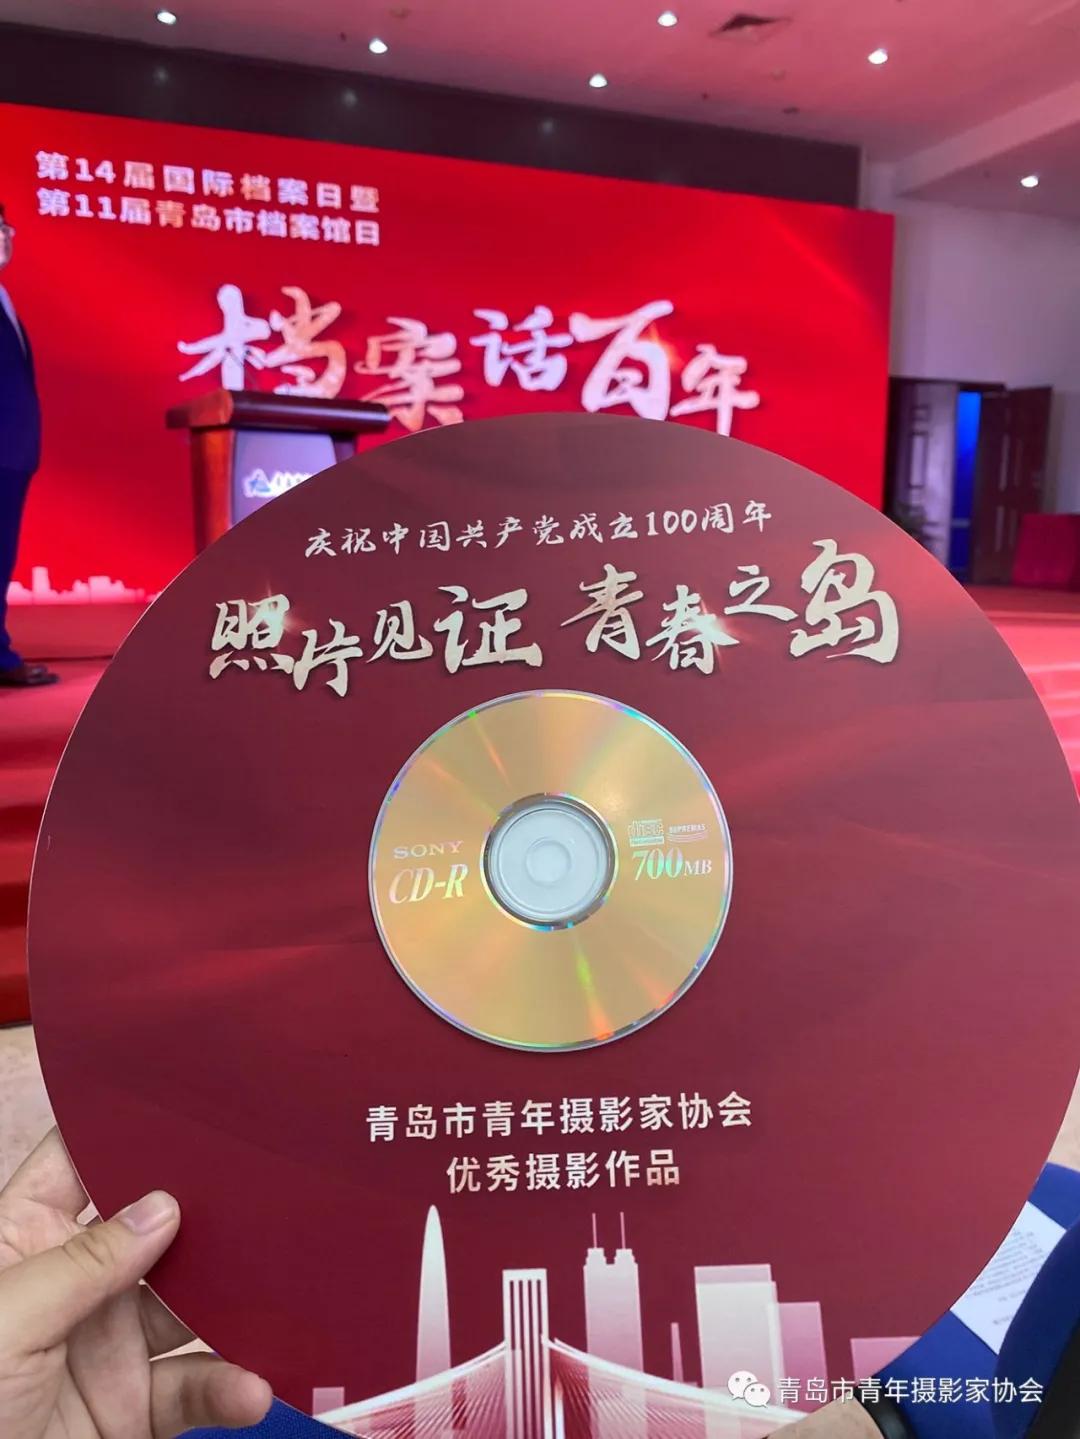 第14届国际档案日暨
第11届青岛市档案馆日
档案话百年
庆祝中国共产党成立100周年
照片见证 青春之岛
SONY
CD-R
disc
SUPREMAS
700MB
青岛市青年摄影家协会
优秀摄影作品
青岛市青年摄影家协会